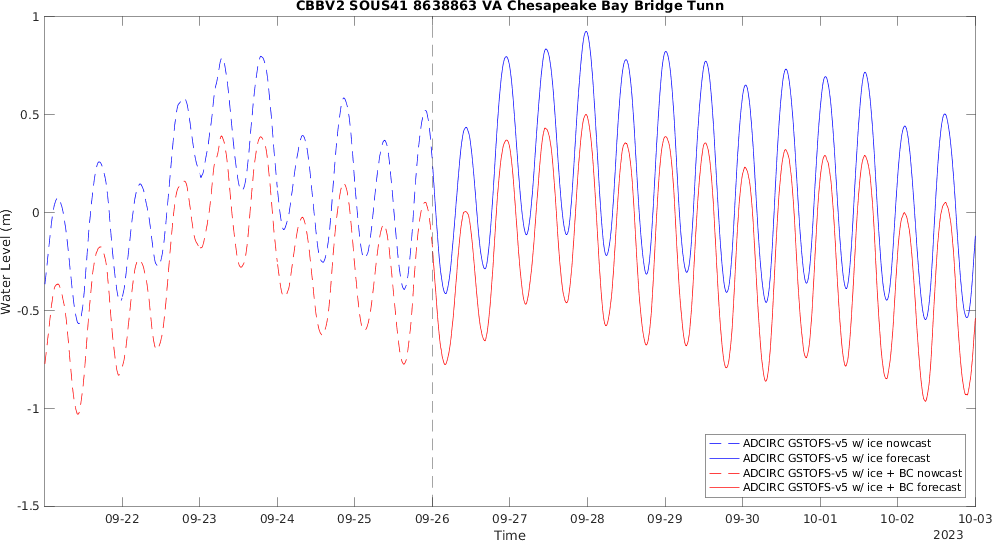 CBBV2 SOUS41 8638863 VA Chesapeake Bay Bridge Tunn
Water Level (m)
1
0.5
0
-0.5
-1
-1.5
09-22
09-23
09-24
09-25
09-26
09-27
09-28
09-29
09-30
10-01
10-02
10-03
2023
Time
ADCIRC GSTOFS-v5 w/ ice nowcast
ADCIRC GSTOFS-v5 w/ ice forecast
ADCIRC GSTOFS-v5 w/ ice + BC nowcast
ADCIRC GSTOFS-v5 w/ ice + BC forecast